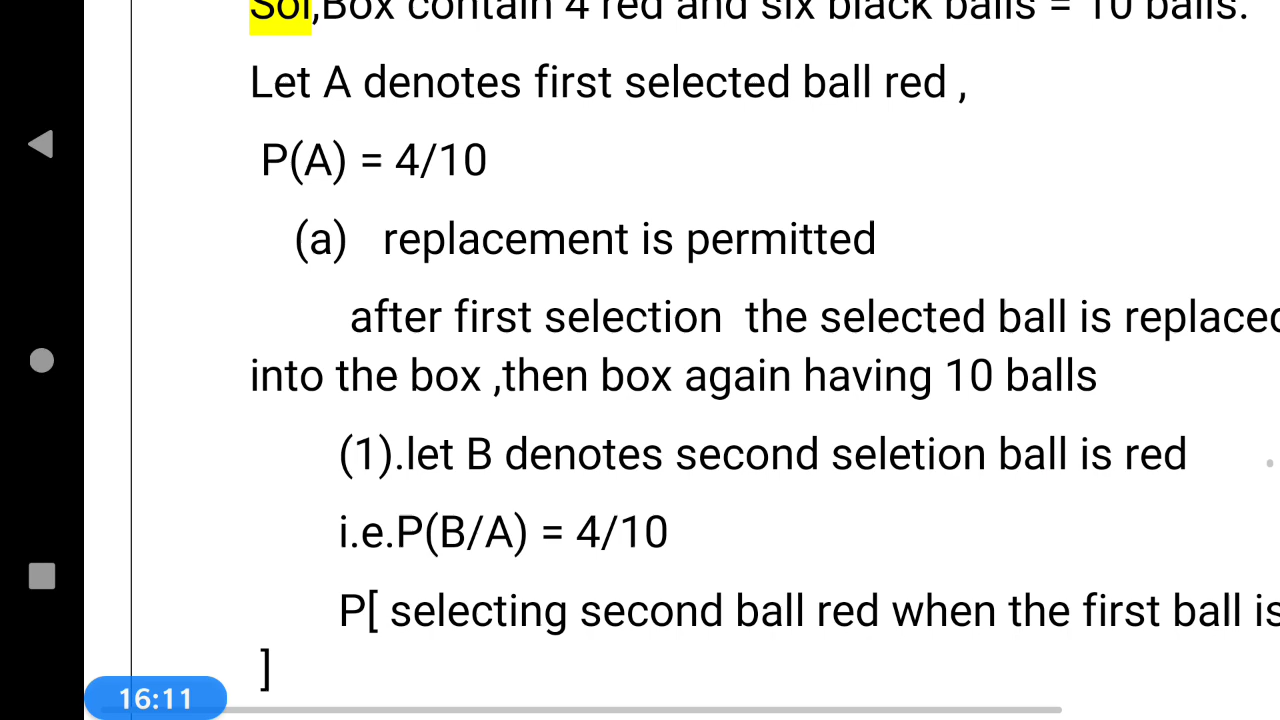 Sol,Box contain 4 red and six black balls = 10 balls.
Let A denotes first selected ball red ,
P(A) = 4/10
(a) replacement is permitted
after first selection the selected ball is replaced
into the box ,then box again having 10 balls
(1).let B denotes second seletion ball is red
i.e.P(B/A) = 4/10
P[ selecting second ball red when the first ball is
]
16:11